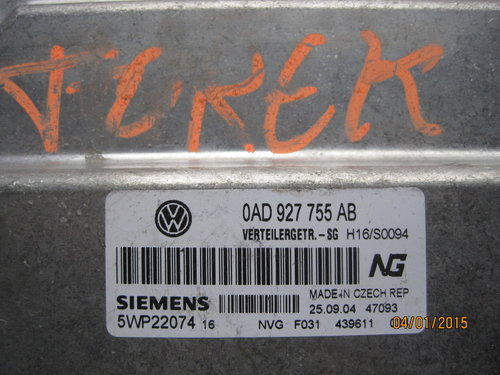 TUREK
VW
0AD 927 755 AB
VERTEILERGETR.-SG H16/S0094
NG
SIEMENS MADE IN CZECH REP
25.09.04 47093
5WP22074 16 NVG F031 439611
04/01/2015